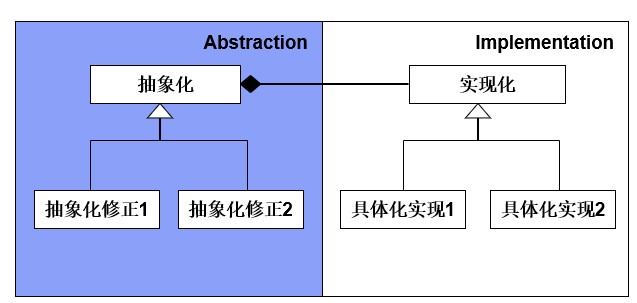 Abstraction
Implementation
抽象化
实现化
抽象化修正1
抽象化修正2
具体化实现1
具体化实现2